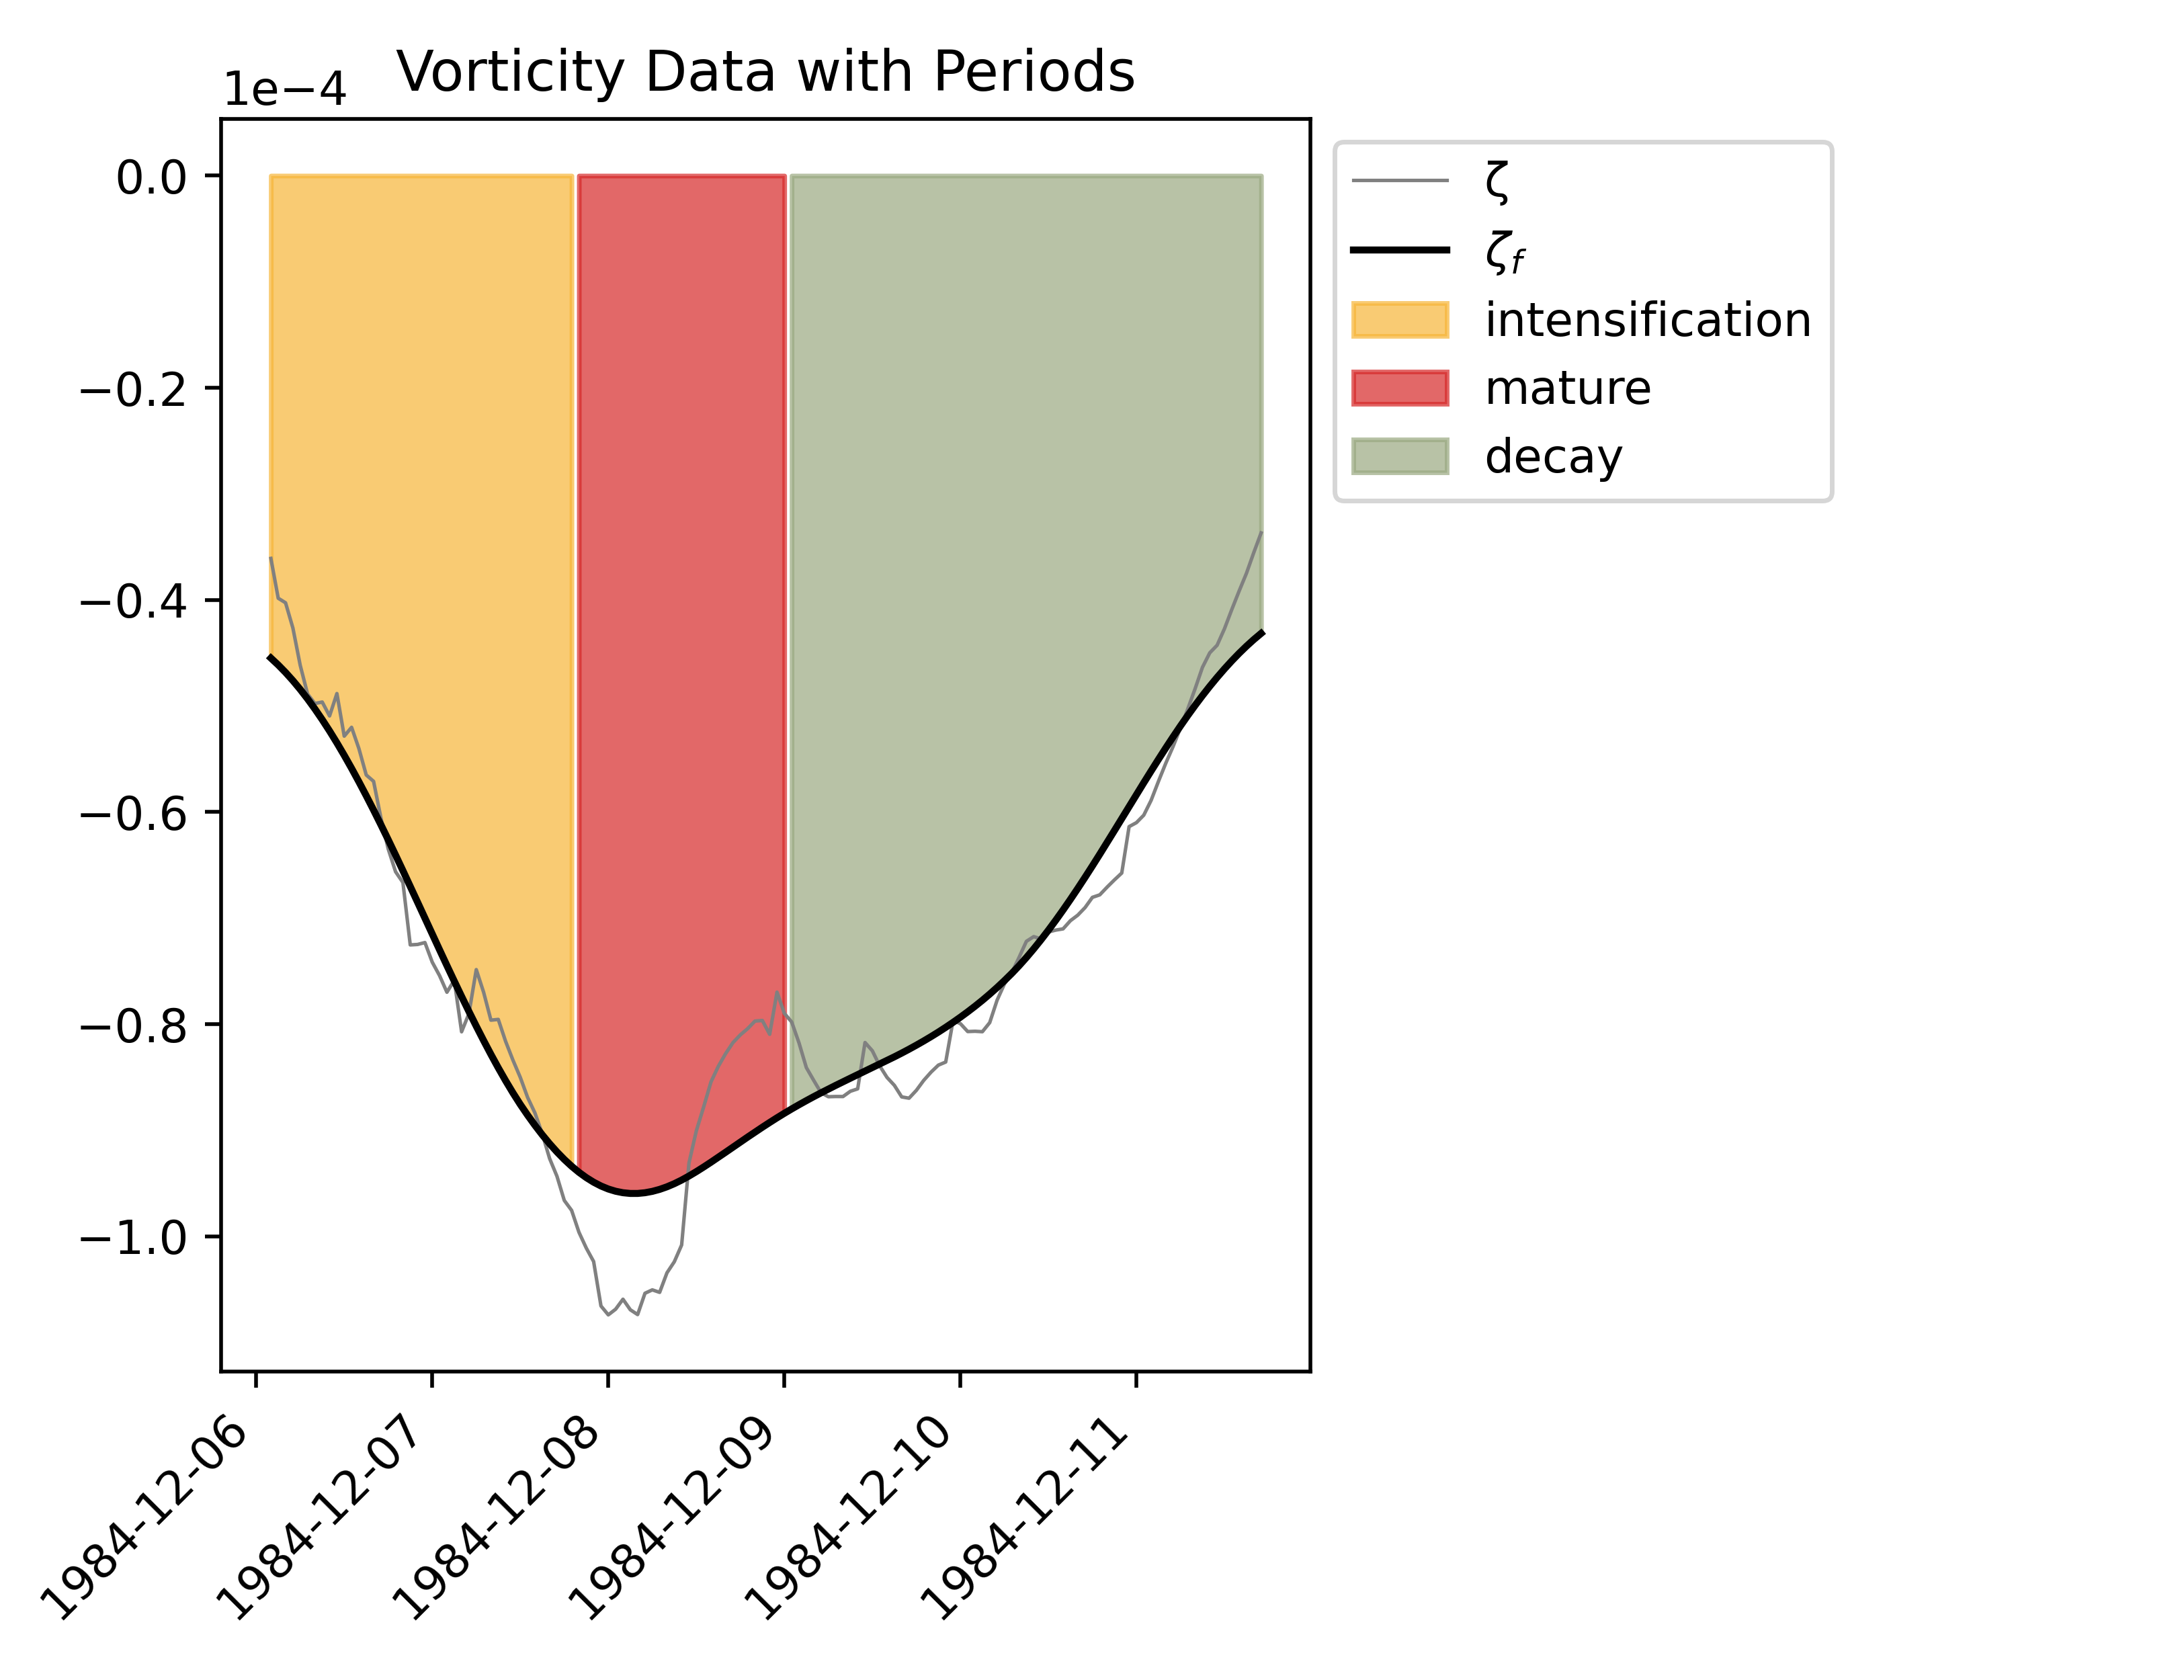 Vorticity Data with Periods
1e−4
0.0
−0.2
−0.4
−0.6
−0.8
−1.0
1984-12-06
1984-12-07
1984-12-08
1984-12-09
1984-12-10
1984-12-11
ζ
ζf
intensification
mature
decay